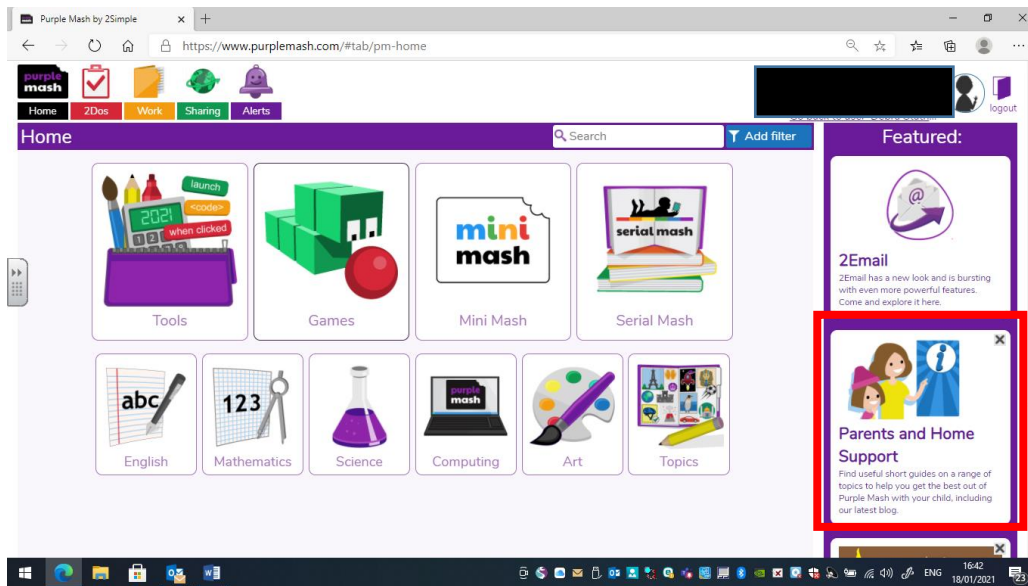 Purple Mash by 2Simple
https://www.purplemash.com/#tab/pm-home
purple
mash
Home
2Dos
Work
Sharing
Alerts
logout
Home
Search
Add filter
Featured:
launch
<code>
when clicked
2021
1 2
Tools
Games
mini
mash
Mini Mash
serial mash
Serial Mash
abc
English
123
Mathematics
Science
purple
mash
Computing
Art
Topics
@
2Email
2Email has a new look and is bursting
with even more powerful features.
Come and explore it here.
i
Parents and Home
Support
Find useful short guides on a range of
topics to help you get the best out of
Purple Mash with your child, including
our latest blog.
ENG
16:42
18/01/2021
23